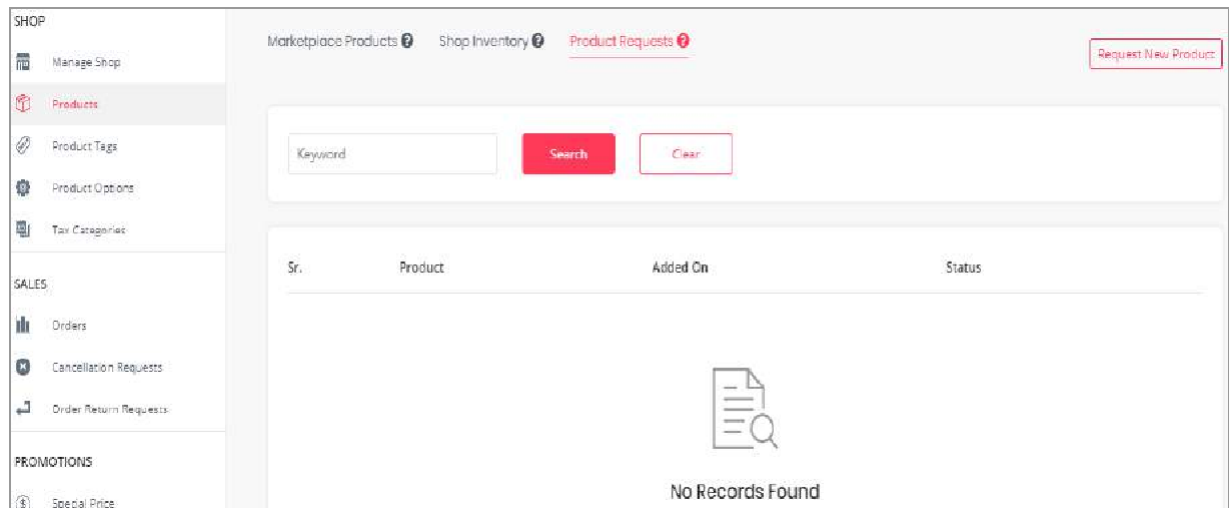 SHOP
Manage Shop
Products
Product Tags
Product Options
Tax Categories
SALES
Orders
Cancellation Requests
Order Return Requests
PROMOTIONS
Special Price
Marketplace Products ? Shop Inventory ? Product Requests ?
Request New Product
Keyword Search Clear
Sr. Product Added On Status
No Records Found